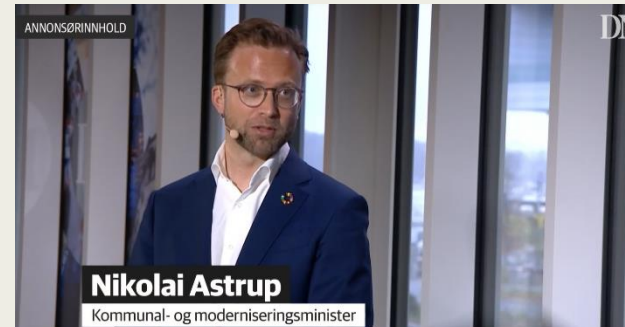 ANNONSØRINNHOLD
DN
Nikolai Astrup
Kommunal- og moderniseringsminister